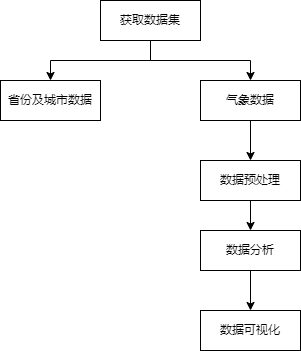 获取数据集
省份及城市数据
气象数据
数据预处理
数据分析
数据可视化